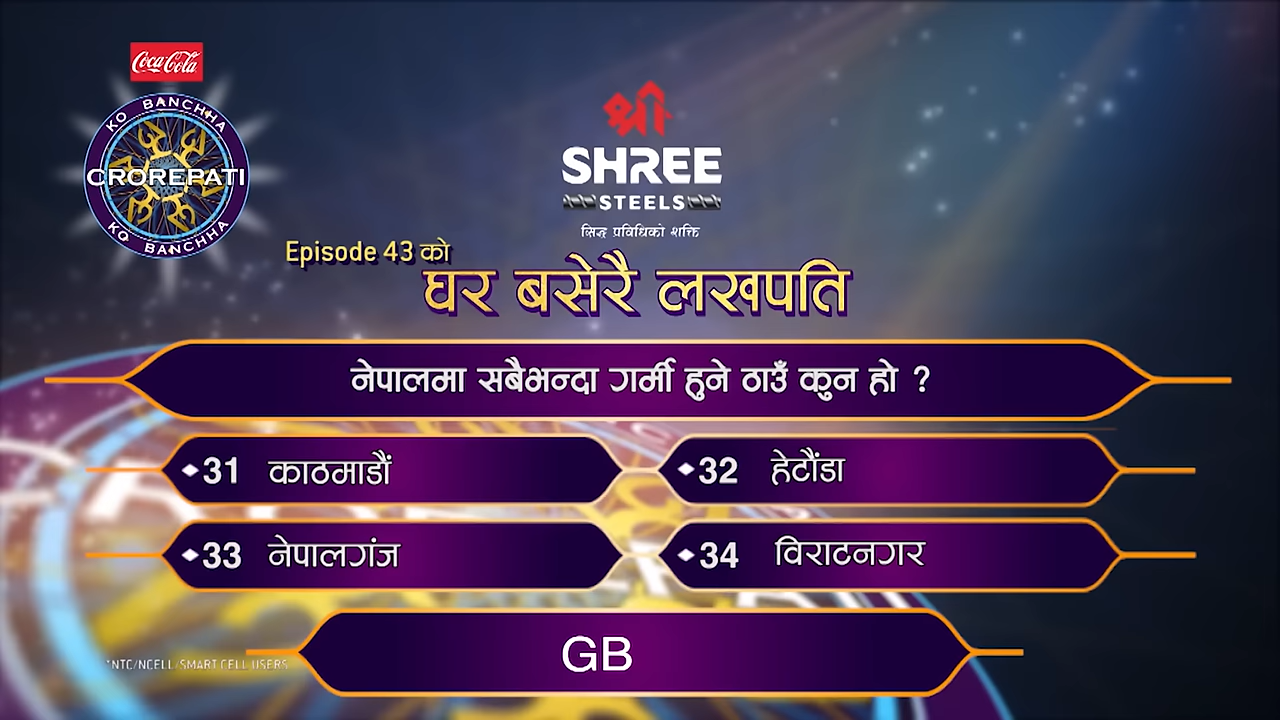 Coca-Cola
KO BANCHHA
CROREPATI
KO BANCHHA
श्री
SHREE
STEELS
सिद्ध प्रविधिको शक्ति
Episode 43 को
घर बसेरै लखपति
नेपालमा सबैभन्दा गर्मी हुने ठाउँ कुन हो ?
31 काठमाडौं
32 हेटौंडा
33 नेपालगंज
34 विराटनगर
GB
*NTC/NCELL/SMART CELL USERS